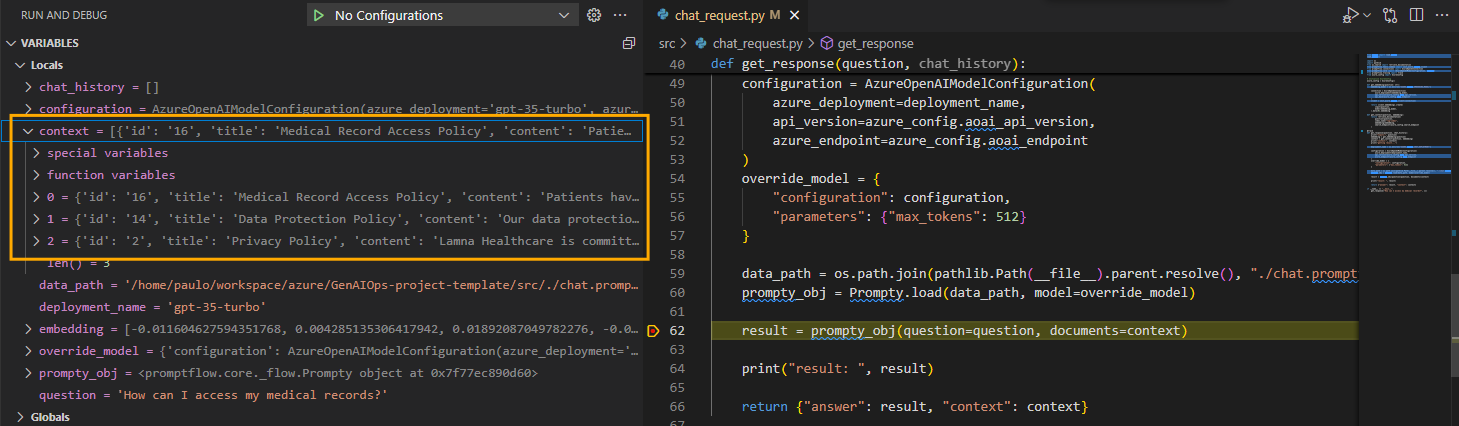 RUN AND DEBUG
No Configurations
VARIABLES
Locals
chat_history = []
configuration = AzureOpenAIModelConfiguration(azure_deployment='gpt-35-turbo', azur…
context = [{'id': '16', 'title': 'Medical Record Access Policy', 'content': 'Patie…
special variables
function variables
0 = {'id': '16', 'title': 'Medical Record Access Policy', 'content': 'Patients hav…
1 = {'id': '14', 'title': 'Data Protection Policy', 'content': 'Our data protectio…
2 = {'id': '2', 'title': 'Privacy Policy', 'content': 'Lamna Healthcare is committ…
len() = 3
data_path = '/home/paulo/workspace/azure/GenAIOps-project-template/src/./chat.promp…
deployment_name = 'gpt-35-turbo'
embedding = [-0.011604627594351768, 0.004285135306417942, 0.01892087049782276, -0.0…
override_model = {'configuration': AzureOpenAIModelConfiguration(azure_deployment='…
prompty_obj = <promptflow.core._flow.Prompty object at 0x7f77ec890d60>
question = 'How can I access my medical records?'
Globals
chat_request.py M
src > chat_request.py > get_response
40 def get_response(question, chat_history):
49 configuration = AzureOpenAIModelConfiguration(
50 azure_deployment=deployment_name,
51 api_version=azure_config.aoai_api_version,
52 azure_endpoint=azure_config.aoai_endpoint
53 )
54 override_model = {
55 "configuration": configuration,
56 "parameters": {"max_tokens": 512}
57 }
58
59 data_path = os.path.join(pathlib.Path(__file__).parent.resolve(), "./chat.prompt
60 prompty_obj = Prompty.load(data_path, model=override_model)
61
62 result = prompty_obj(question=question, documents=context)
63
64 print("result: ", result)
65
66 return {"answer": result, "context": context}